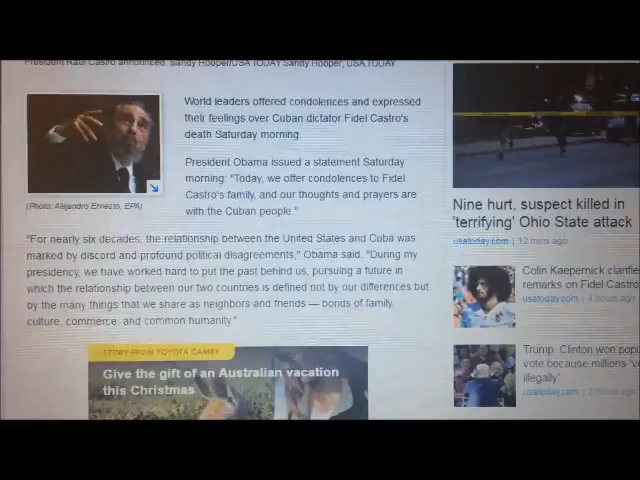 President Raul Castro announced. Sandy Hooper/USA TODAY Sandy Hooper, USA TODAY
World leaders offered condolences and expressed
their feelings over Cuban dictator Fidel Castro's
death Saturday morning.
President Obama issued a statement Saturday
morning: "Today, we offer condolences to Fidel
Castro's family, and our thoughts and prayers are
with the Cuban people."
(Photo: Alejandro Ernesto, EPA)
"For nearly six decades, the relationship between the United States and Cuba was
marked by discord and profound political disagreements," Obama said. "During my
presidency, we have worked hard to put the past behind us, pursuing a future in
which the relationship between our two countries is defined not by our differences but
by the many things that we share as neighbors and friends — bonds of family,
culture, commerce, and common humanity."
STORY FROM TOYOTA CAMRY
Give the gift of an Australian vacation
this Christmas
Nine hurt, suspect killed in
'terrifying' Ohio State attack
usatoday.com | 12 mins ago
Colin Kaepernick clarifie
remarks on Fidel Castro
usatoday.com | 4 hours ago
Trump: Clinton won popu
vote because millions 'vo
illegally'
usatoday.com | 2 hours ago